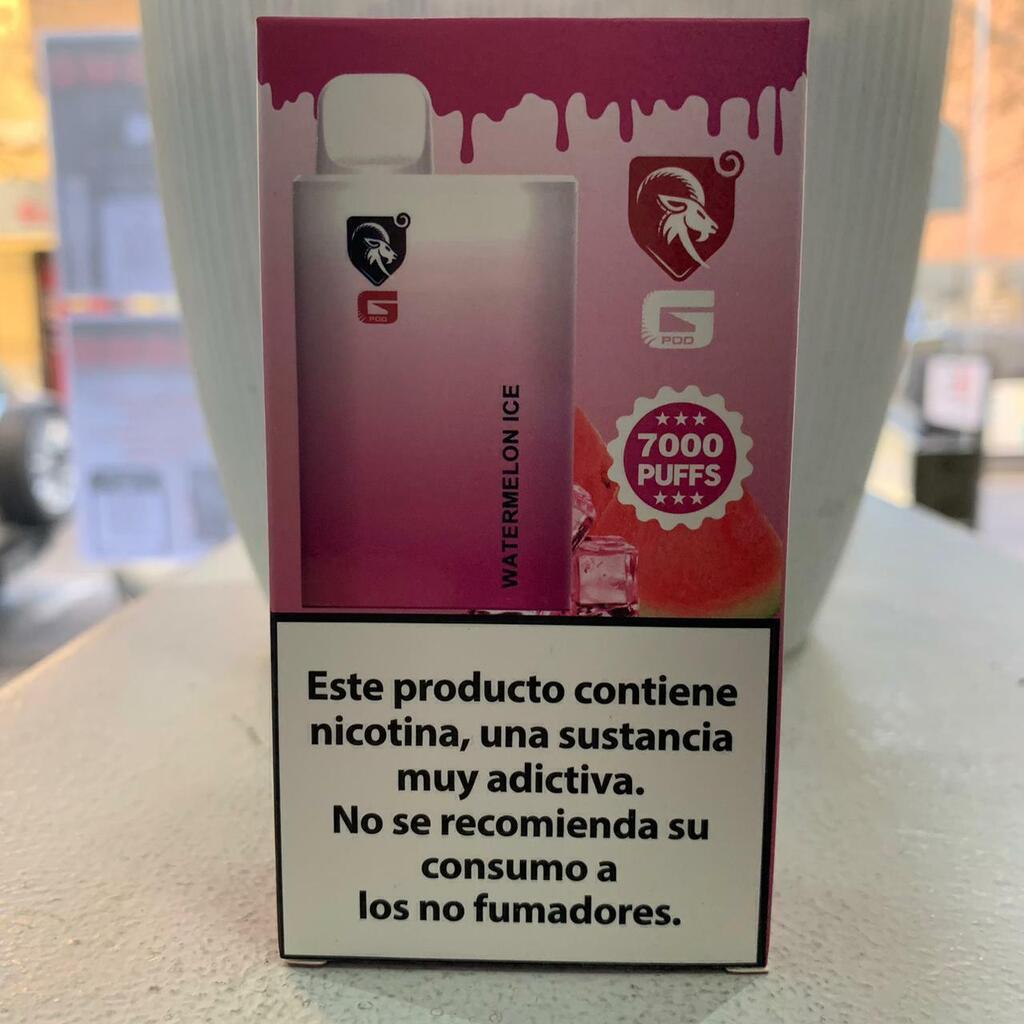 G
POD
G
POD
WATERMELON ICE
7000
PUFFS
Este producto contiene
nicotina, una sustancia
muy adictiva.
No se recomienda su
consumo a
los no fumadores.